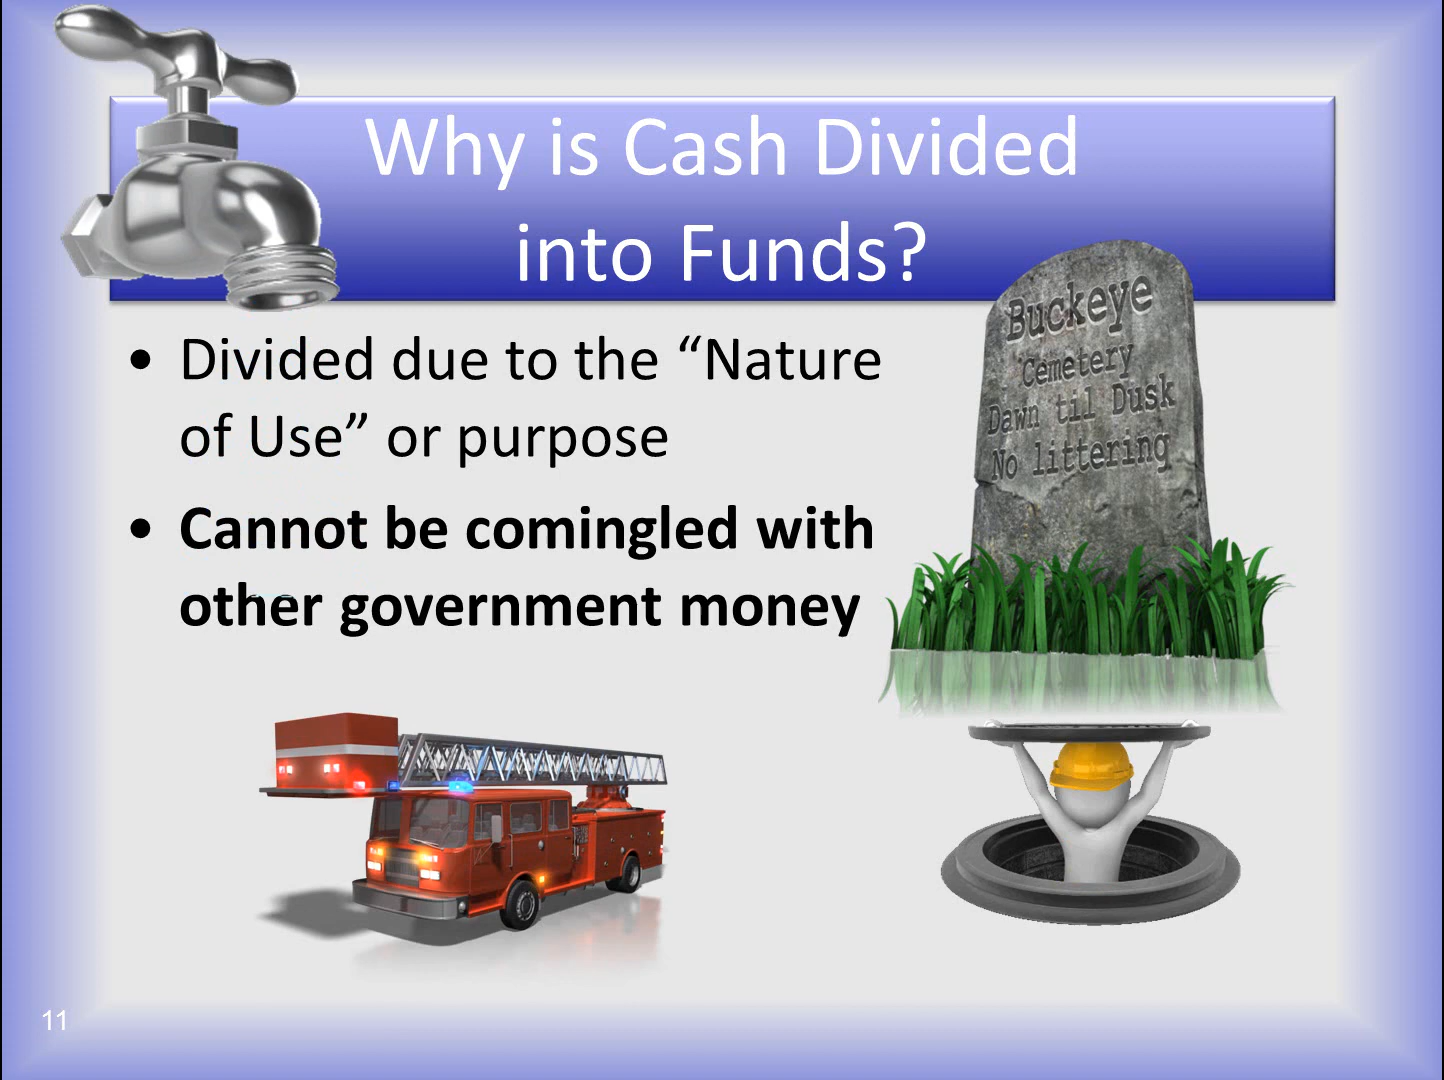 Why is Cash Divided
into Funds?
• Divided due to the “Nature
of Use” or purpose
• Cannot be comingled with
other government money
Buckeye
Cemetery
Dawn til Dusk
No littering
11